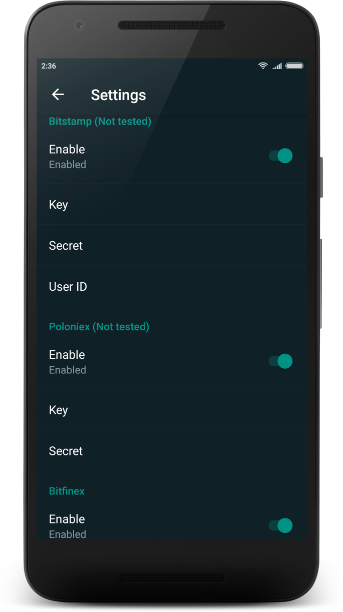 2:36
Settings
Bitstamp (Not tested)
Enable
Enabled
Key
Secret
User ID
Poloniex (Not tested)
Enable
Enabled
Key
Secret
Bitfinex
Enable
Enabled